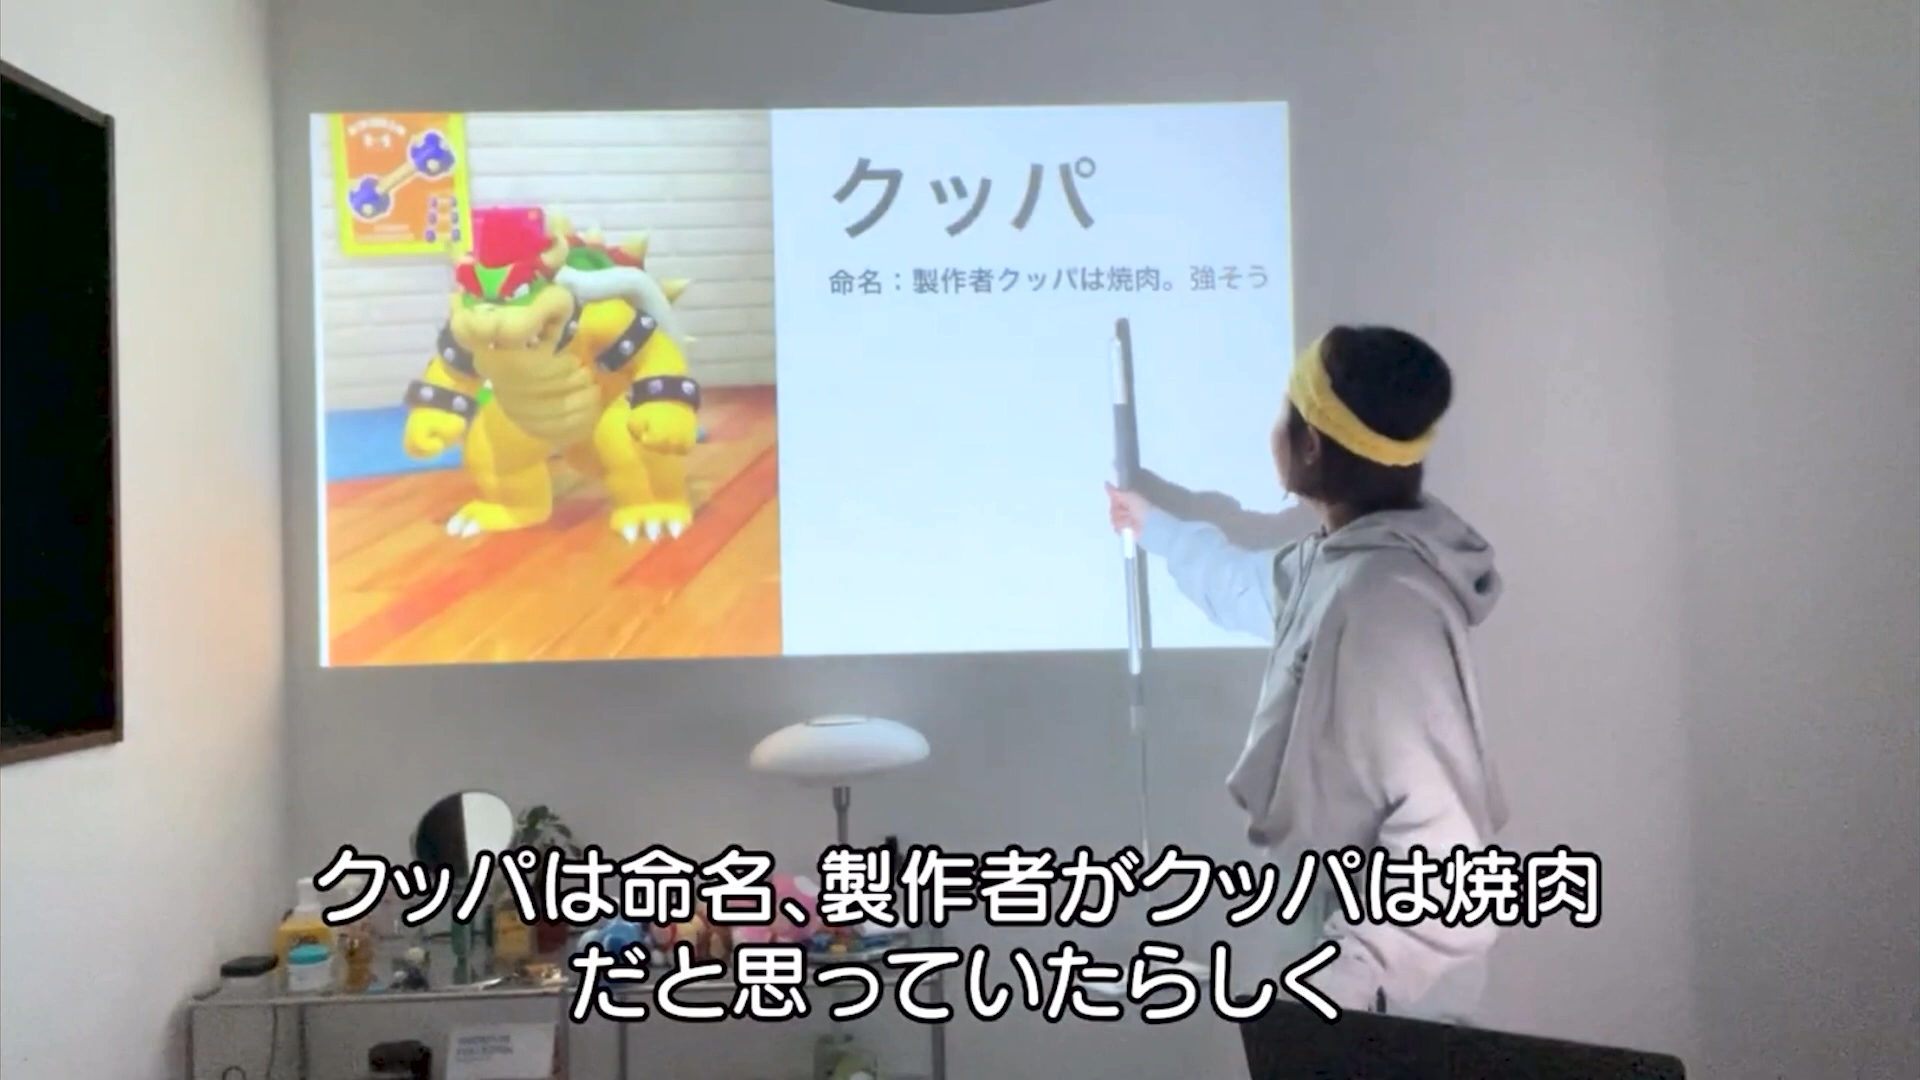 クッパ
命名：製作者クッパは焼肉。強そう
クッパは命名、製作者がクッパは焼肉
だと思っていたらしく